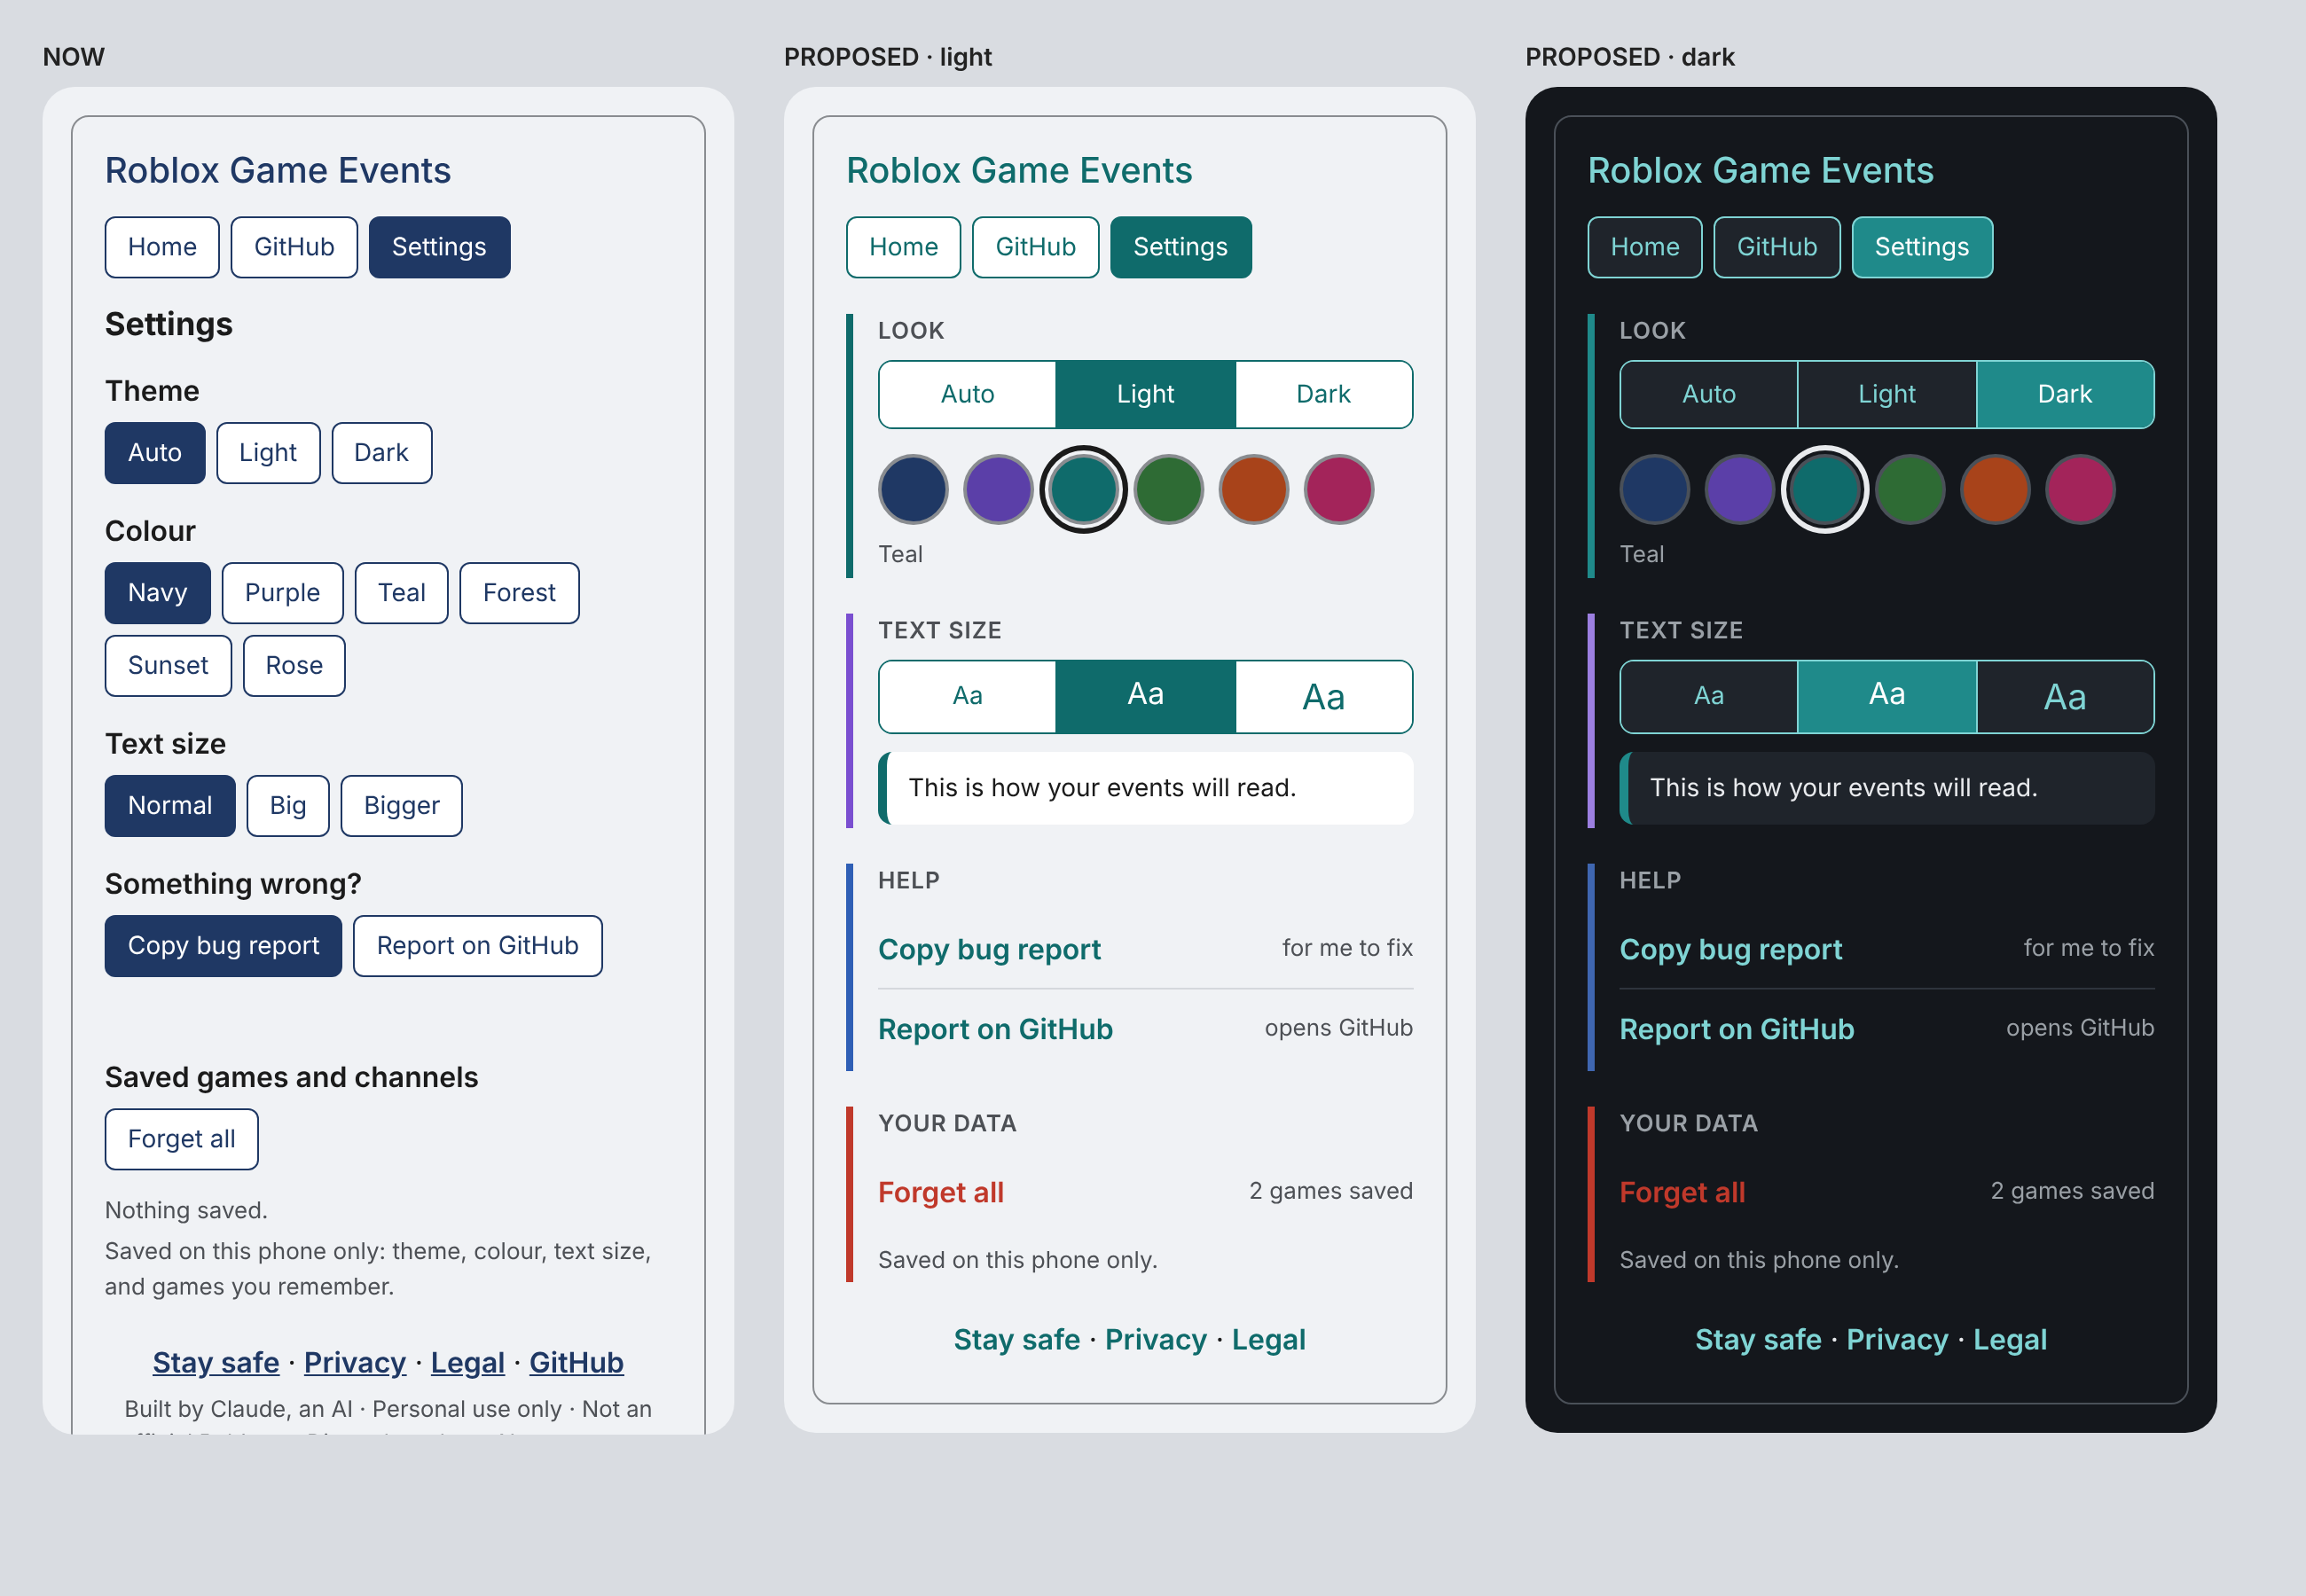 NOW
Roblox Game Events
Home GitHub Settings
Settings
Theme
Auto Light Dark
Colour
Navy Purple Teal Forest
Sunset Rose
Text size
Normal Big Bigger
Something wrong?
Copy bug report Report on GitHub
Saved games and channels
Forget all
Nothing saved.
Saved on this phone only: theme, colour, text size,
and games you remember.
Stay safe · Privacy · Legal · GitHub
Built by Claude, an AI · Personal use only · Not an
PROPOSED · light
Roblox Game Events
Home GitHub Settings
LOOK
Auto Light Dark
Teal
TEXT SIZE
Aa Aa Aa
This is how your events will read.
HELP
Copy bug report for me to fix
Report on GitHub opens GitHub
YOUR DATA
Forget all 2 games saved
Saved on this phone only.
Stay safe · Privacy · Legal
PROPOSED · dark
Roblox Game Events
Home GitHub Settings
LOOK
Auto Light Dark
Teal
TEXT SIZE
Aa Aa Aa
This is how your events will read.
HELP
Copy bug report for me to fix
Report on GitHub opens GitHub
YOUR DATA
Forget all 2 games saved
Saved on this phone only.
Stay safe · Privacy · Legal